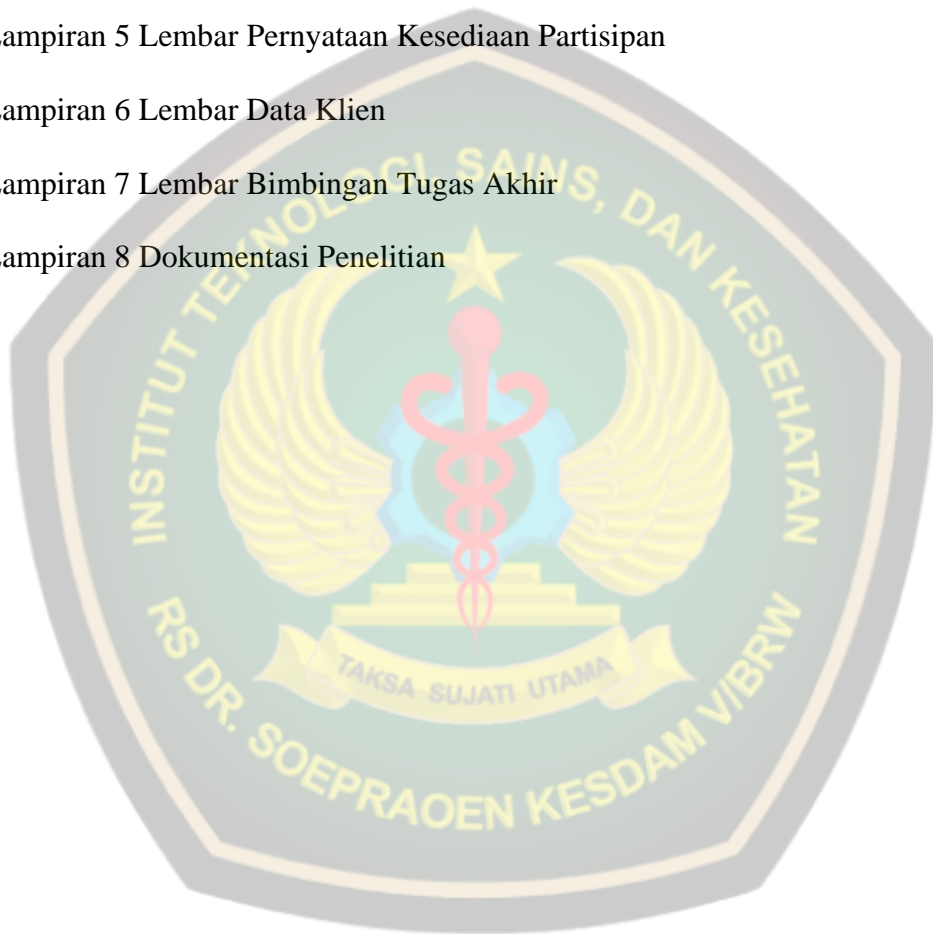 ampiran 5 Lembar Pernyataan Kesediaan Partisipan
ampiran 6 Lembar Data Klien
ampiran 7 Lembar Bimbingan Tugas Akhir
ampiran 8 Dokumentasi Penelitian
INSTITUT TEKNOLOGI, SAINS, DAN KESEHATAN
TAKSA SUJATI UTAMA
RS DR. SOEPRAOEN KESDAM V/BRW